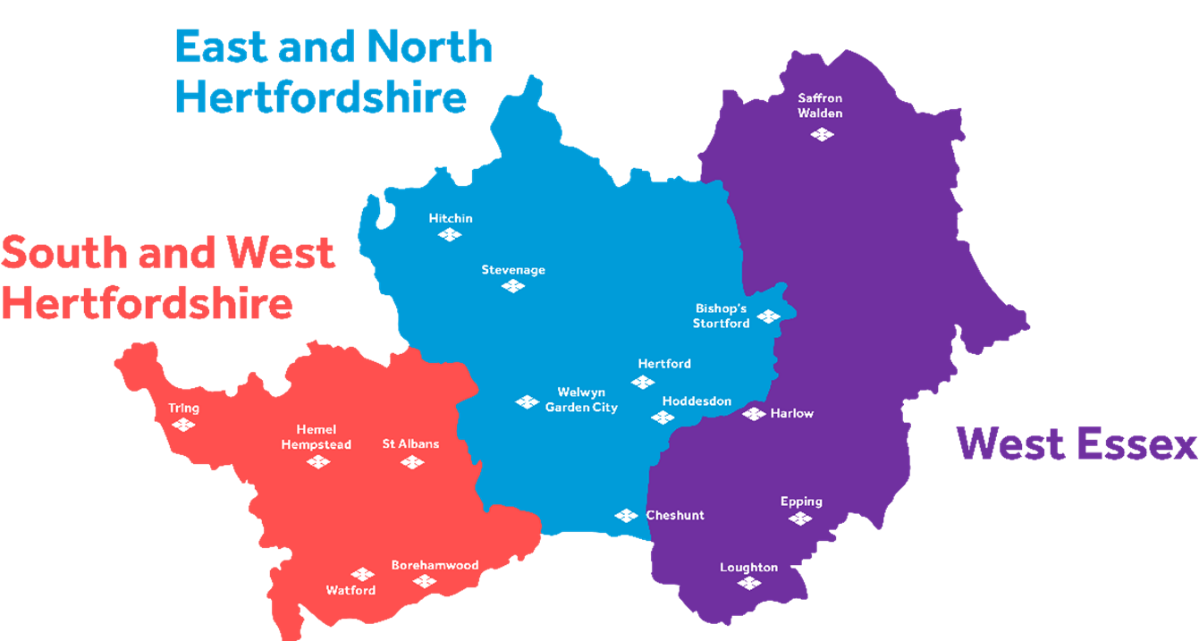 East and North
Hertfordshire
Saffron
Walden
Hitchin
South and West
Hertfordshire
Stevenage
Bishop's
Stortford
Hertford
Welwyn
Garden City
Hoddesdon
Tring
Harlow
Hemel
Hempstead
St Albans
West Essex
Epping
Cheshunt
Borehamwood
Loughton
Watford